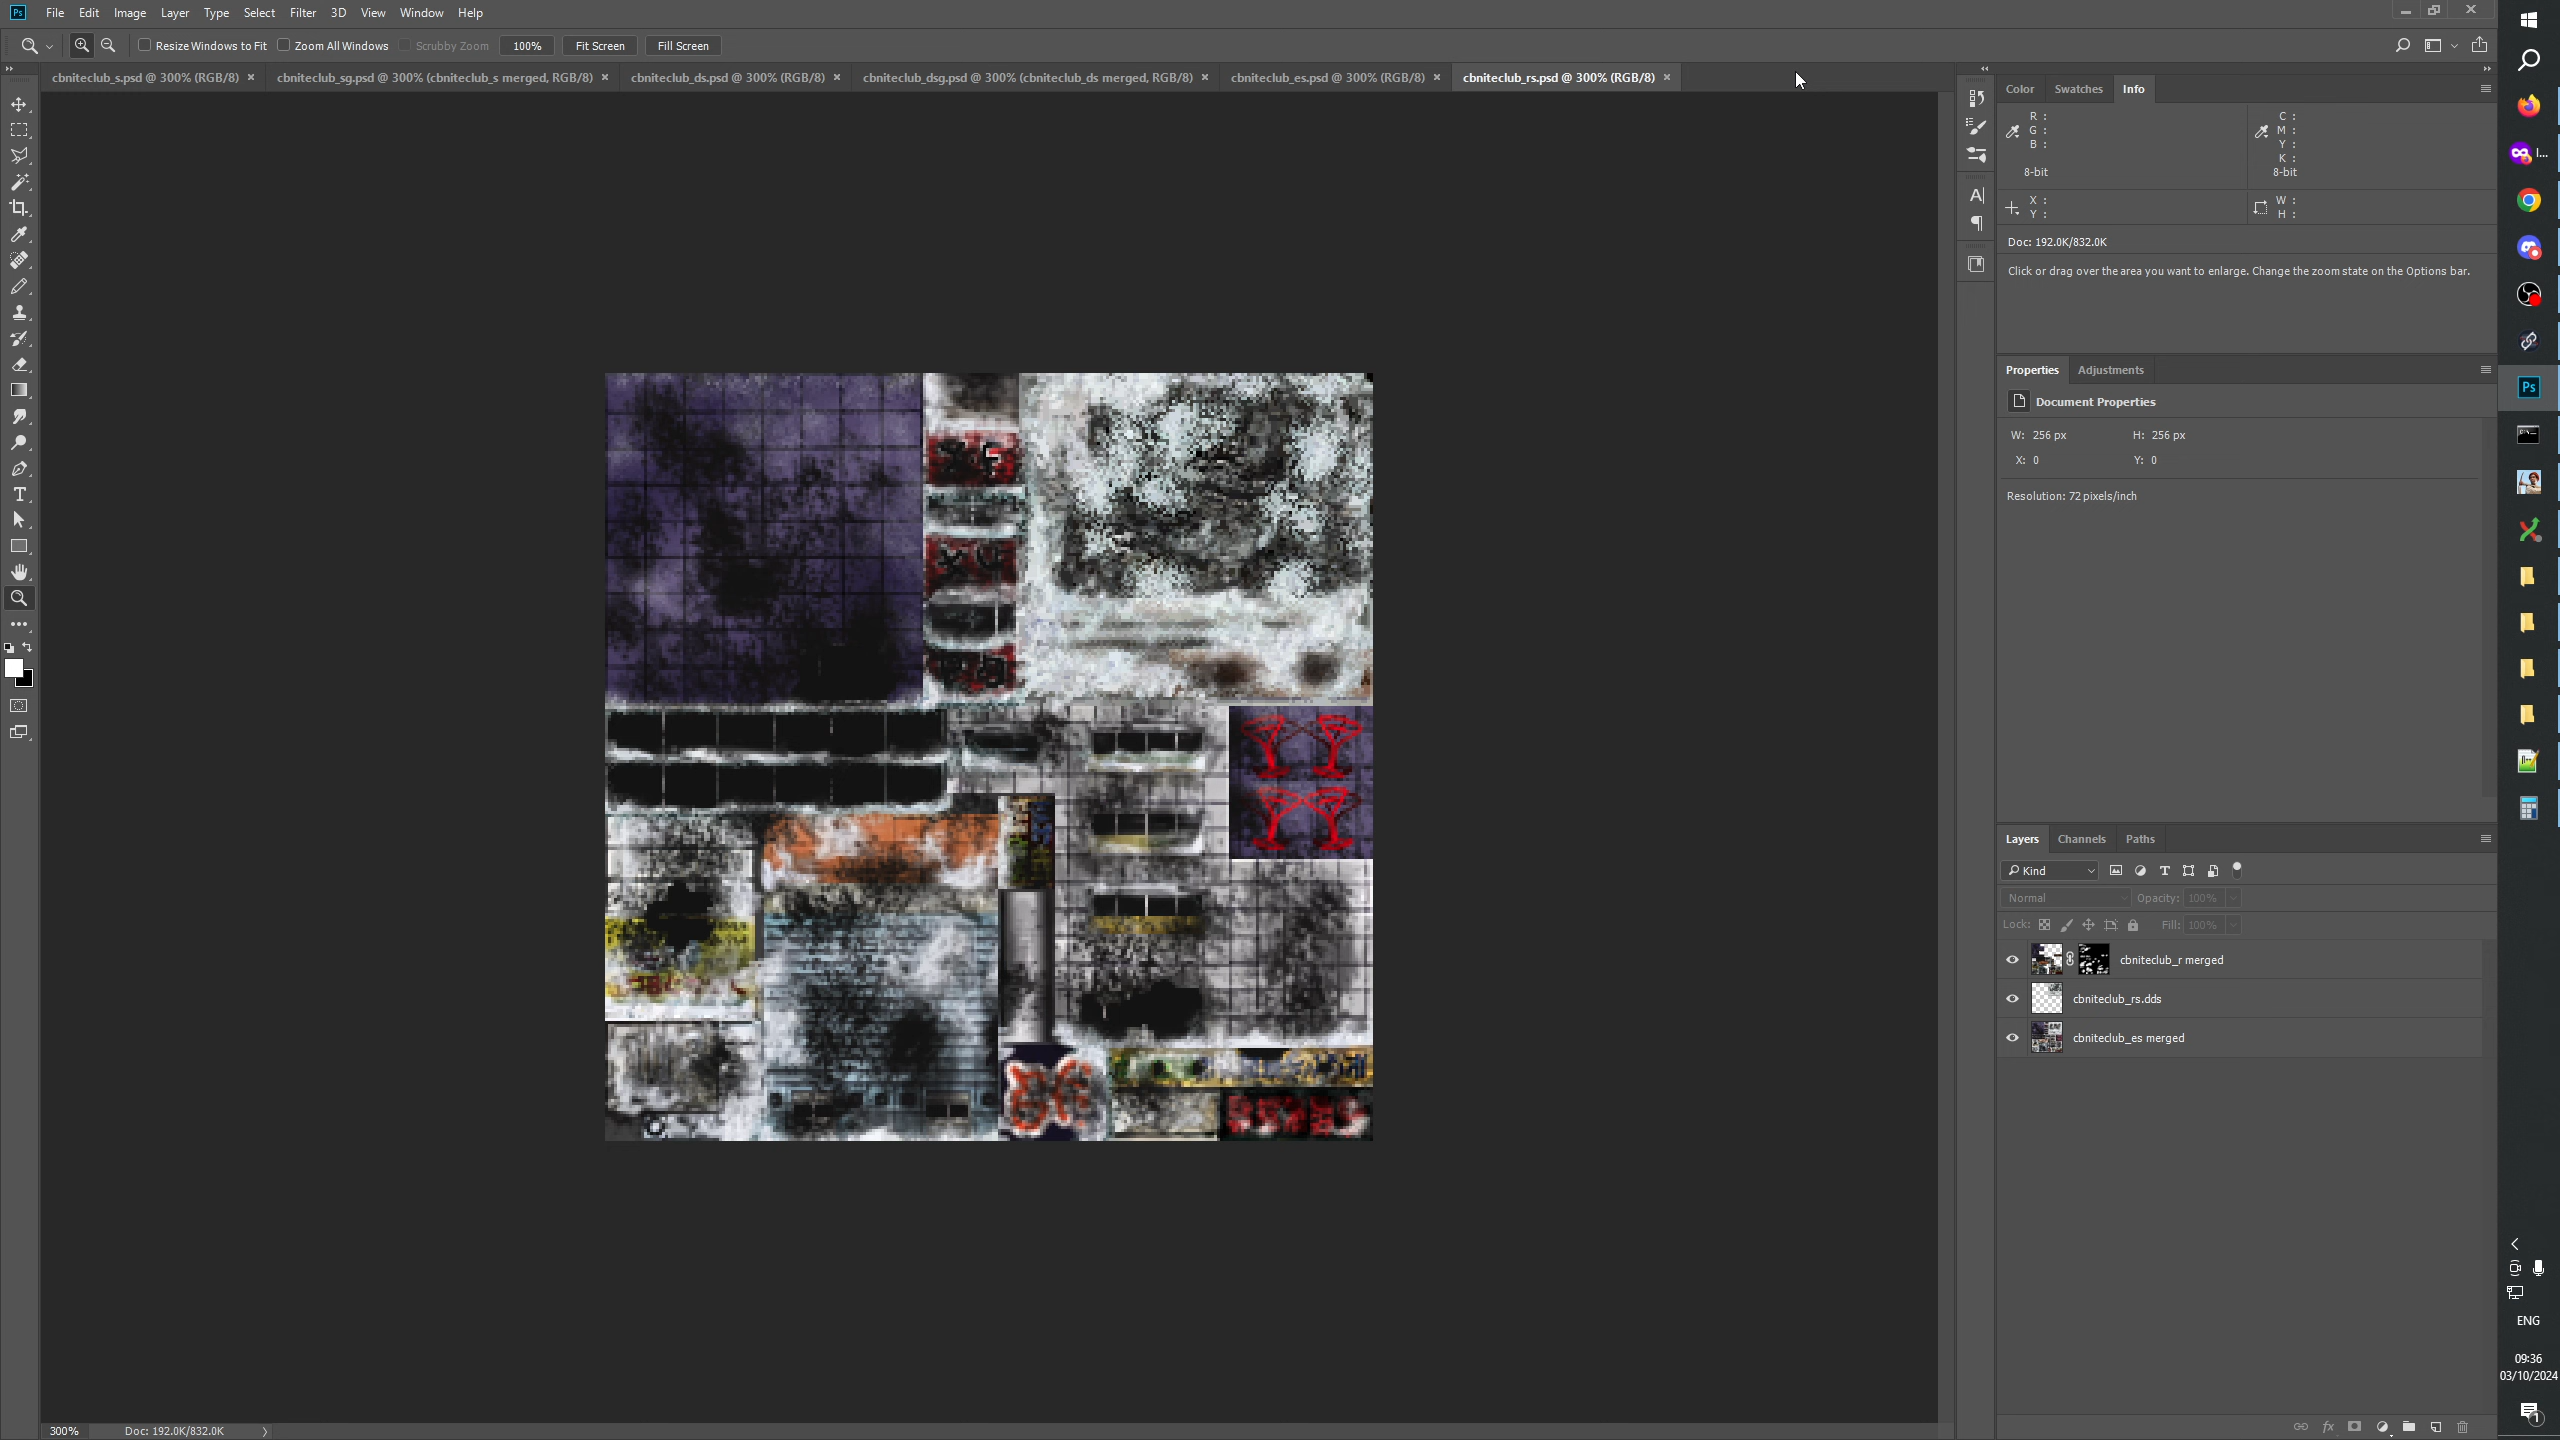 Ps File Edit Image Layer Type Select Filter 3D View Window Help
Resize Windows to Fit Zoom All Windows Scrubby Zoom 100% Fit Screen Fill Screen
cbniteclub_s.psd @ 300% (RGB/8) × cbniteclub_sg.psd @ 300% (cbniteclub_s merged, RGB/8) × cbniteclub_ds.psd @ 300% (RGB/8) × cbniteclub_dsg.psd @ 300% (cbniteclub_ds merged, RGB/8) × cbniteclub_es.psd @ 300% (RGB/8) × cbniteclub_rs.psd @ 300% (RGB/8) ×
Color Swatches Info
R : C :
G : M :
B : Y :
K :
8-bit 8-bit
X : W :
Y : H :
Doc: 192.0K/832.0K
Click or drag over the area you want to enlarge. Change the zoom state on the Options bar.
Properties Adjustments
Document Properties
W: 256 px H: 256 px
X: 0 Y: 0
Resolution: 72 pixels/inch
Layers Channels Paths
Kind
Normal Opacity: 100%
Lock: Fill: 100%
cbniteclub_r merged
cbniteclub_rs.dds
cbniteclub_es merged
300% Doc: 192.0K/832.0K
I...
Ps
ENG
09:36
03/10/2024
1